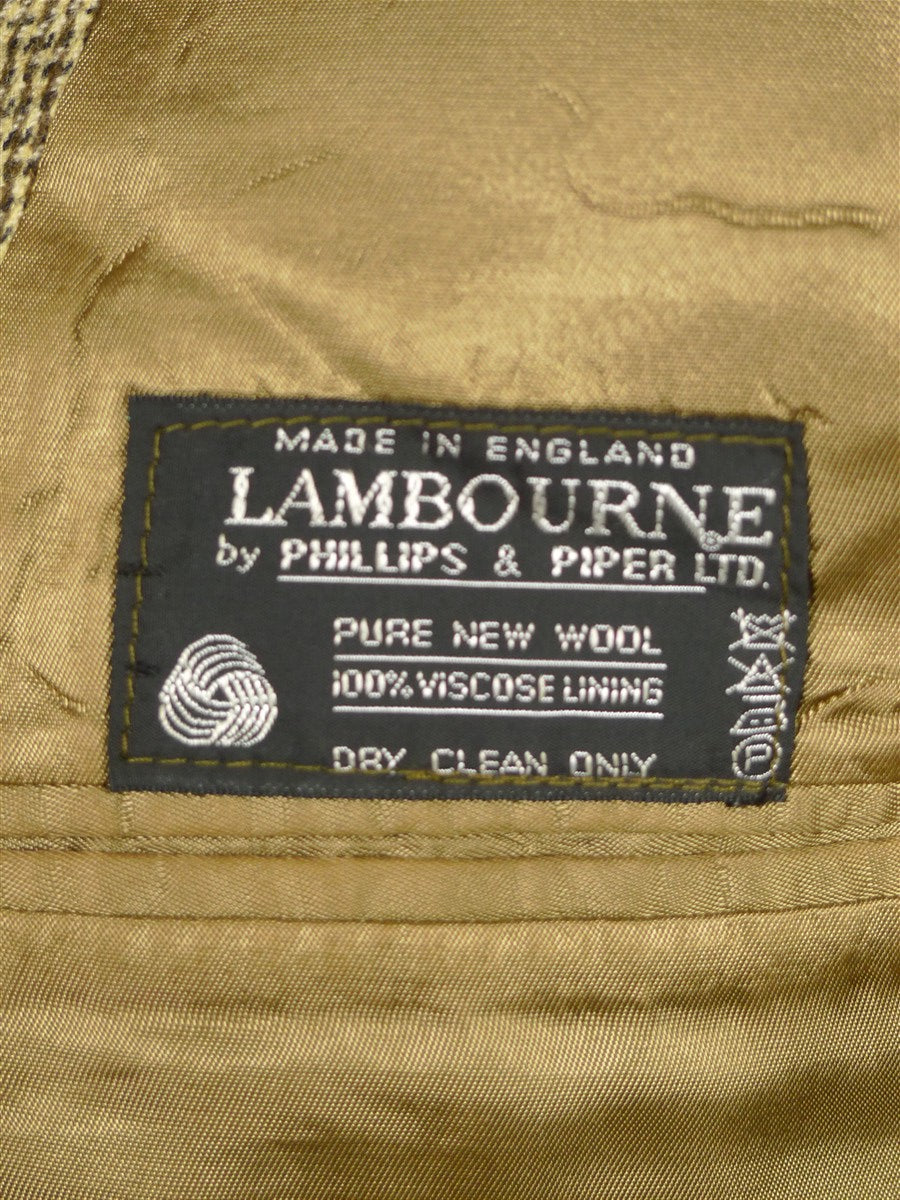 MADE IN ENGLAND
LAMBOURNE®
by PHILLIPS & PIPER LTD.
PURE NEW WOOL
100% VISCOSE LINING
DRY CLEAN ONLY
P